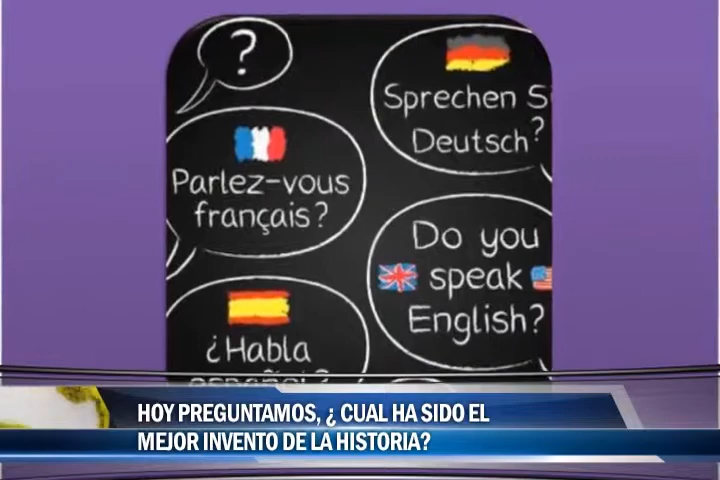 ?
Sprechen S
Deutsch?
Parlez-vous
français?
Do you
speak
English?
¿Habla
español?
HOY PREGUNTAMOS, ¿ CUAL HA SIDO EL
MEJOR INVENTO DE LA HISTORIA?